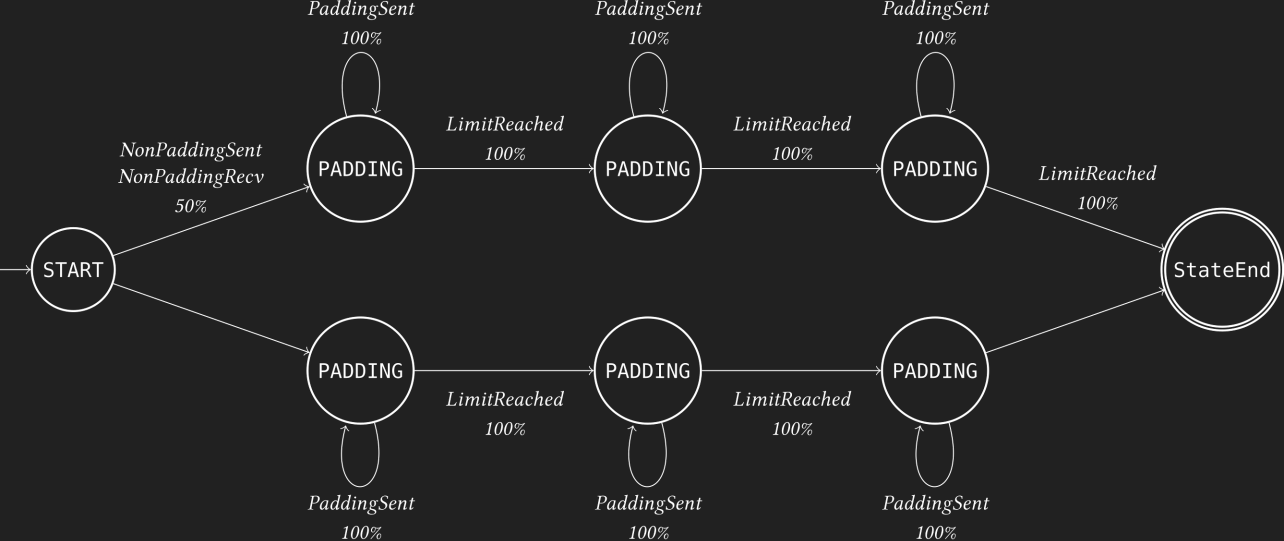 PaddingSent
100%
PaddingSent
100%
PaddingSent
100%
NonPaddingSent
NonPaddingRecv
50%
LimitReached
100%
LimitReached
100%
LimitReached
100%
PADDING
PADDING
PADDING
START
StateEnd
PADDING
PADDING
PADDING
LimitReached
100%
LimitReached
100%
PaddingSent
100%
PaddingSent
100%
PaddingSent
100%